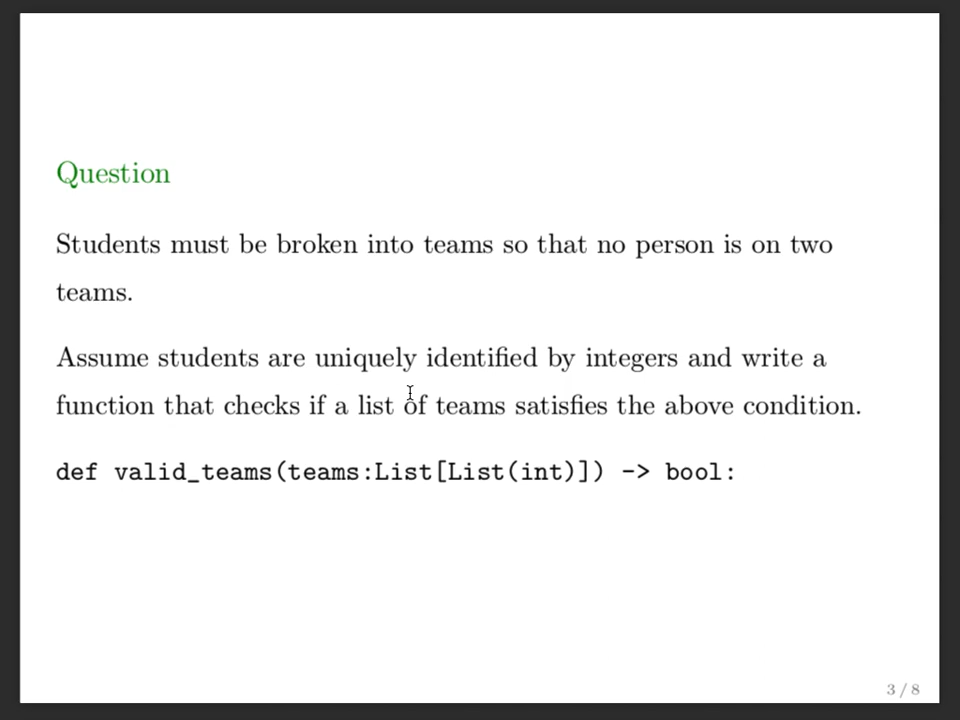 Question
Students must be broken into teams so that no person is on two
teams.
Assume students are uniquely identified by integers and write a
function that checks if a list of teams satisfies the above condition.
def valid_teams(teams:List[List(int)]) -> bool:
3 / 8